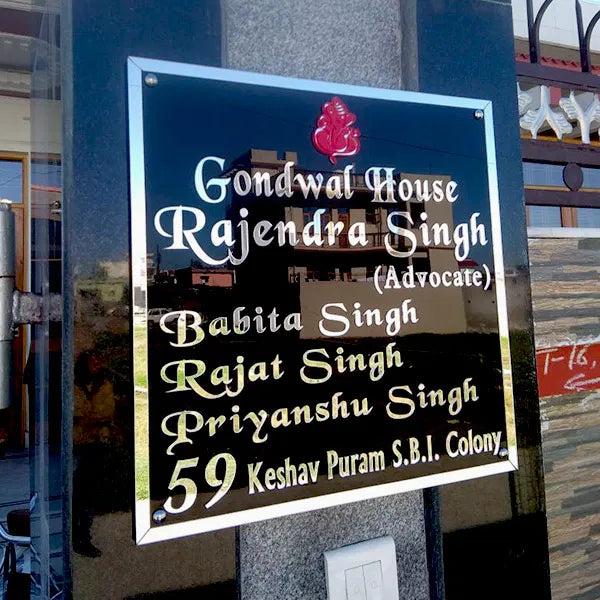 Gondwal House
Rajendra Singh
(Advocate)
Babita Singh
Rajat Singh
Priyanshu Singh
59 Keshav Puram S.B.I. Colony